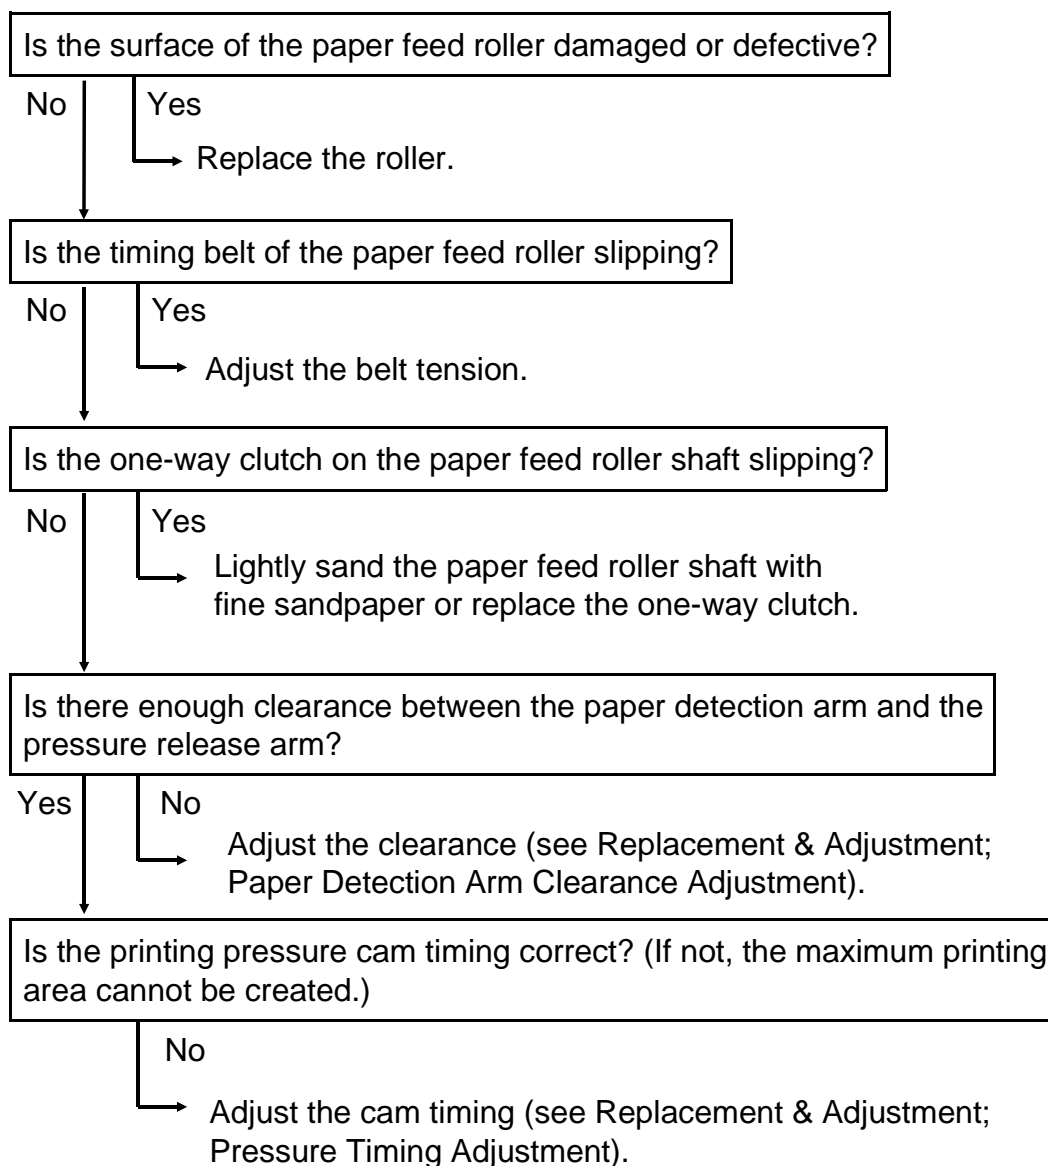 Is the surface of the paper feed roller damaged or defective?
No
Yes
Replace the roller.
Is the timing belt of the paper feed roller slipping?
No
Yes
Adjust the belt tension.
Is the one-way clutch on the paper feed roller shaft slipping?
No
Yes
Lightly sand the paper feed roller shaft with
fine sandpaper or replace the one-way clutch.
Is there enough clearance between the paper detection arm and the
pressure release arm?
Yes
No
Adjust the clearance (see Replacement & Adjustment;
Paper Detection Arm Clearance Adjustment).
Is the printing pressure cam timing correct? (If not, the maximum printing
area cannot be created.)
No
Adjust the cam timing (see Replacement & Adjustment;
Pressure Timing Adjustment).